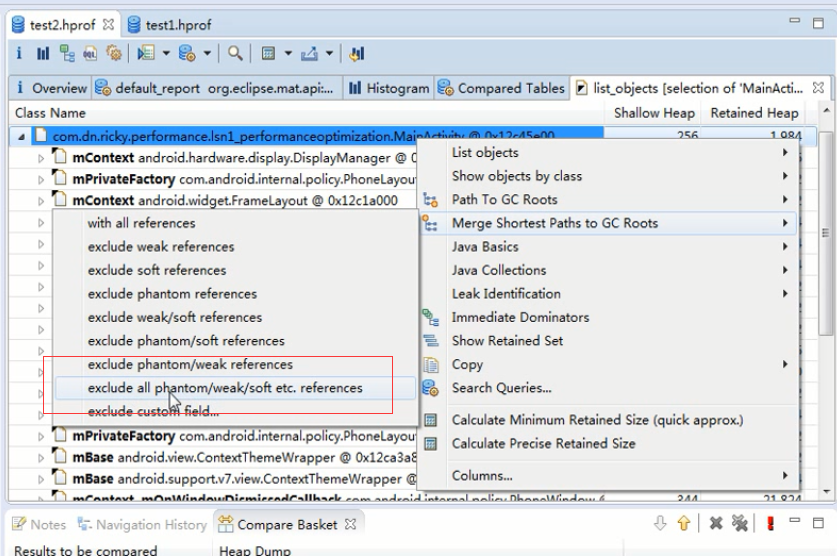 test2.hprof
test1.hprof
Overview
default_report org.eclipse.mat.api:...
Histogram
Compared Tables
list_objects [selection of 'MainActi...
Class Name
Shallow Heap
Retained Heap
com.dn.ricky.performance.lsn1_performanceoptimization.MainActivity @ 0x12c45e00
256
1,984
mContext android.hardware.display.DisplayManager @ 0
mPrivateFactory com.android.internal.policy.PhoneLayou
mContext android.widget.FrameLayout @ 0x12c1a000
with all references
exclude weak references
exclude soft references
exclude phantom references
exclude weak/soft references
exclude phantom/soft references
exclude phantom/weak references
exclude all phantom/weak/soft etc. references
exclude custom field...
List objects
Show objects by class
Path To GC Roots
Merge Shortest Paths to GC Roots
Java Basics
Java Collections
Leak Identification
Immediate Dominators
Show Retained Set
Copy
Search Queries...
Calculate Minimum Retained Size (quick approx.)
Calculate Precise Retained Size
Columns...
mPrivateFactory com.android.internal.policy.PhoneLayou
mBase android.view.ContextThemeWrapper @ 0x12ca3a8
mBase android.support.v7.view.ContextThemeWrapper @
mContext, mOnWindowDismissedCallback com.android.internal.policy.PhoneWindow
344
21,824
Notes
Navigation History
Compare Basket
Results to be compared
Heap Dump